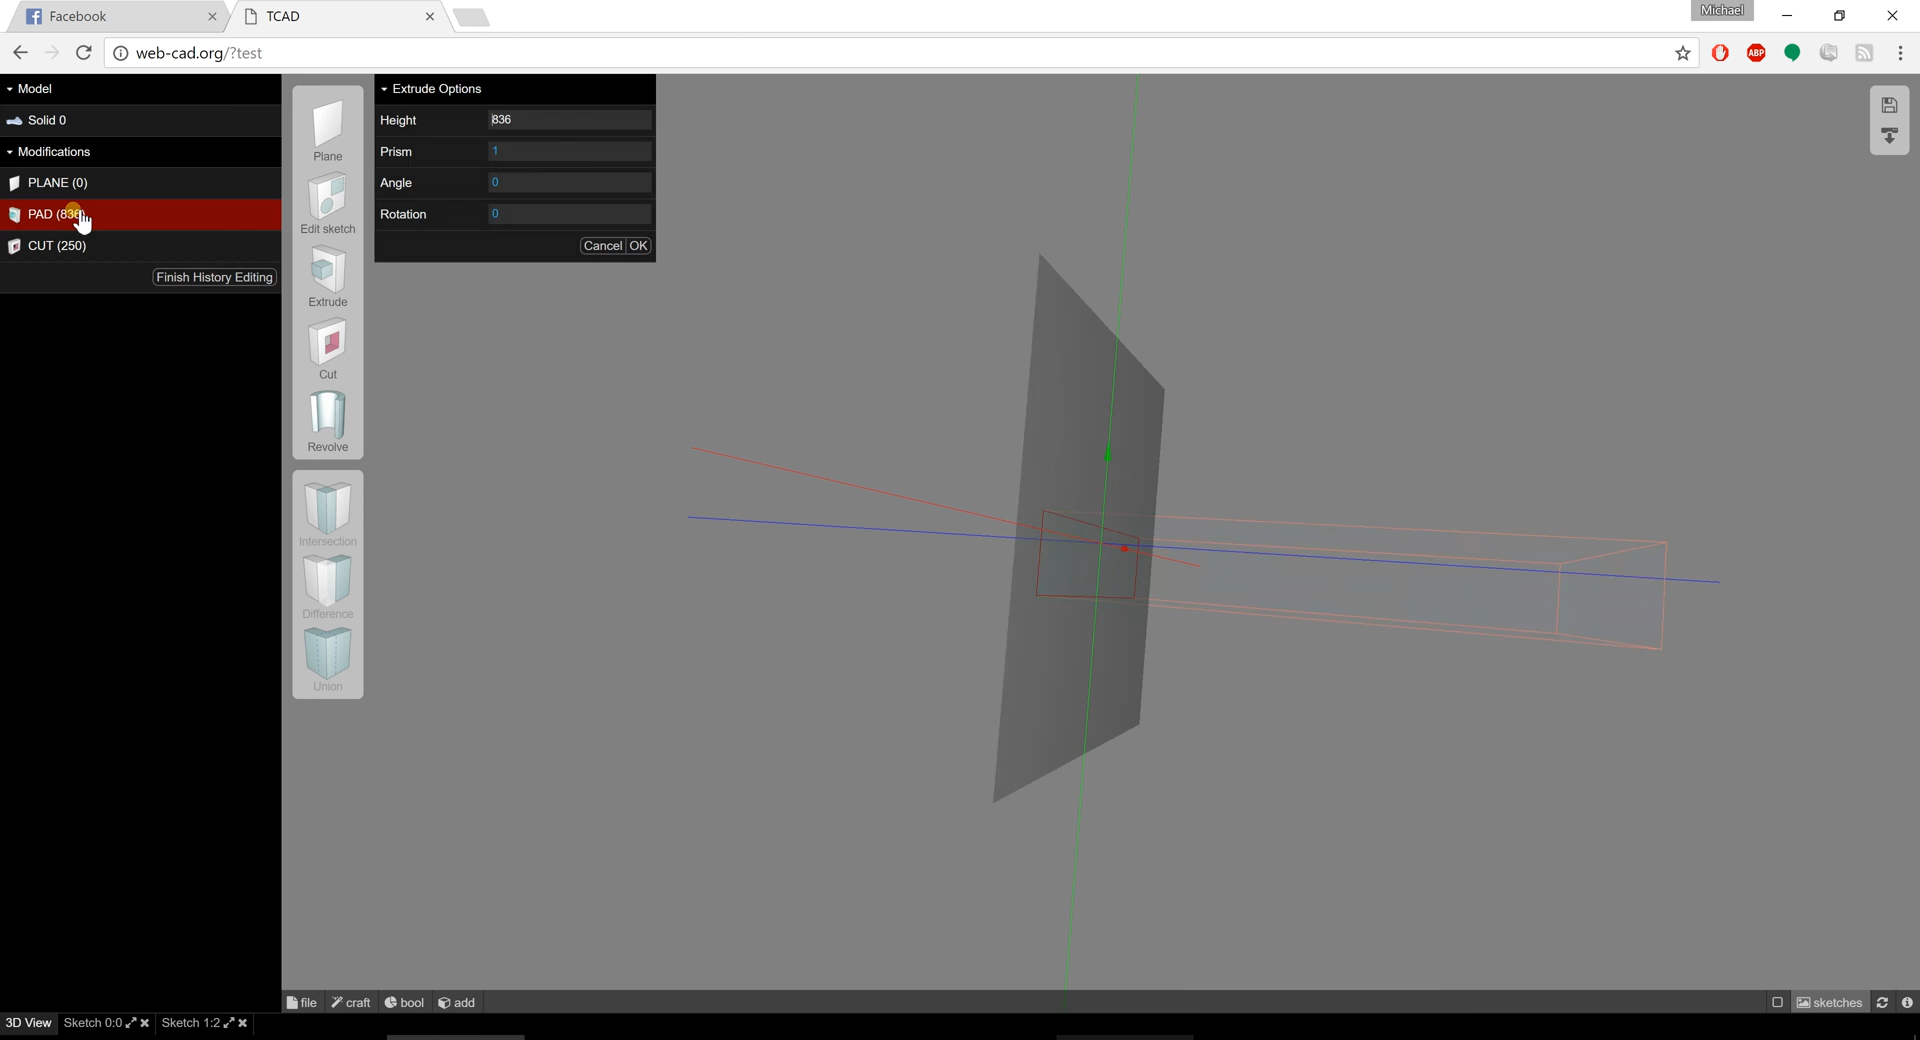 Facebook
TCAD
Michael
web-cad.org/?test
ABP
Model
Solid 0
Modifications
PLANE (0)
PAD (836)
CUT (250)
Finish History Editing
Plane
Edit sketch
Extrude
Cut
Revolve
Intersection
Difference
Union
Extrude Options
Height 836
Prism 1
Angle 0
Rotation 0
Cancel OK
file craft bool add
sketches
3D View Sketch 0:0 Sketch 1:2